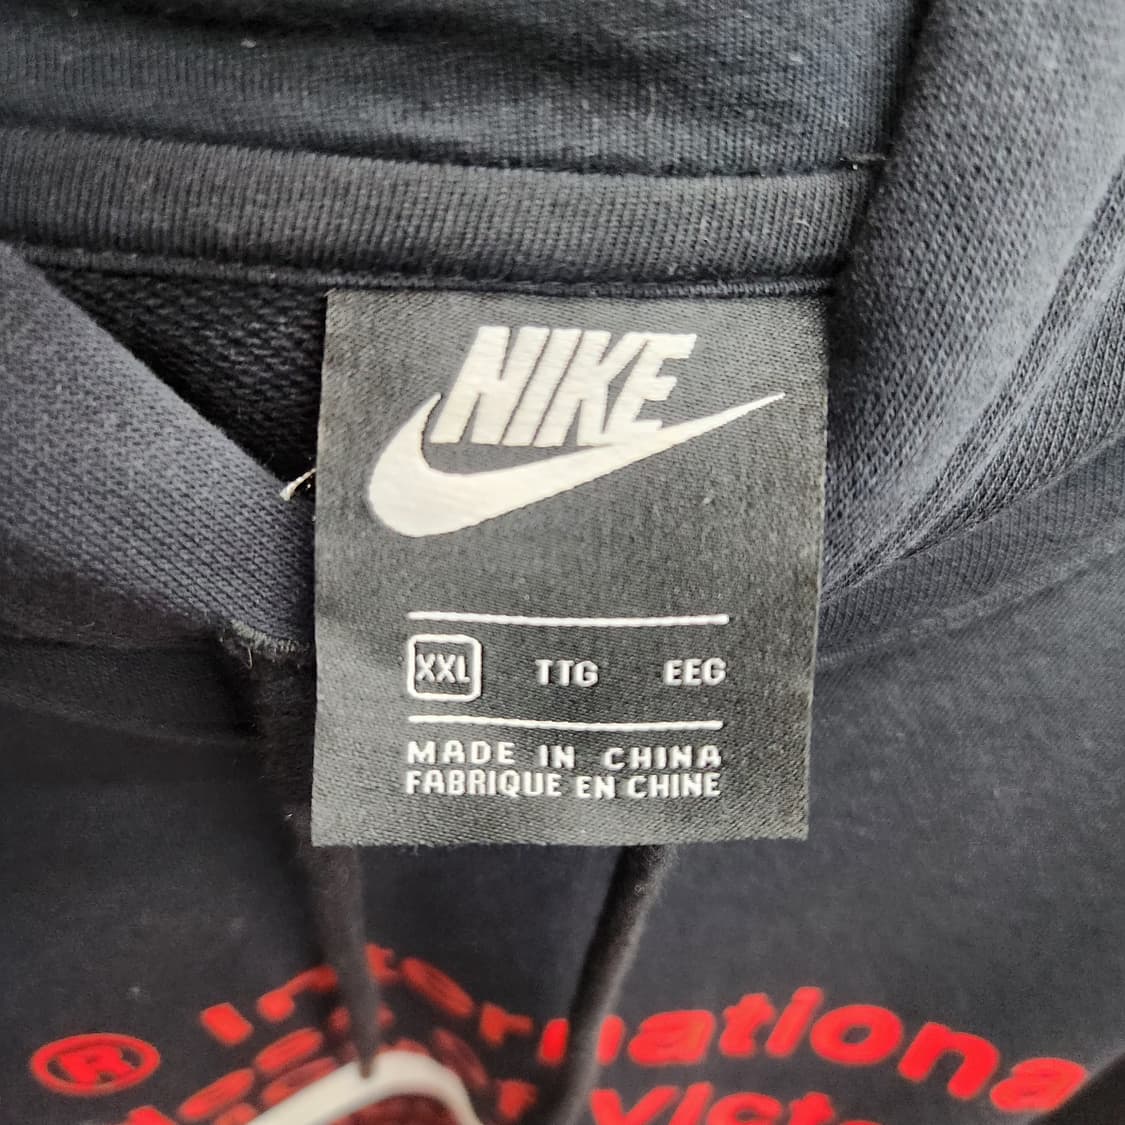 NIKE
XXL TTG EEG
MADE IN CHINA
FABRIQUE EN CHINE
® International